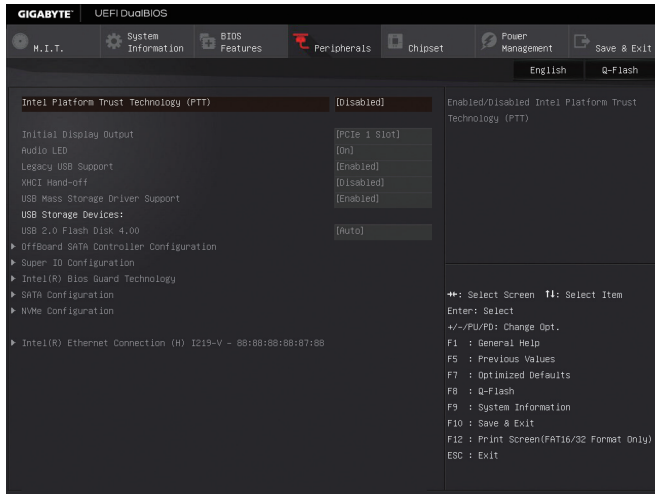 GIGABYTE™ UEFI DualBIOS
M.I.T. System Information BIOS Features Peripherals Chipset Power Management Save & Exit
English Q-Flash
Intel Platform Trust Technology (PTT) [Disabled]
Initial Display Output [PCIe 1 Slot]
Audio LED [On]
Legacy USB Support [Enabled]
XHCI Hand-off [Disabled]
USB Mass Storage Driver Support [Enabled]
USB Storage Devices:
USB 2.0 Flash Disk 4.00 [Auto]
OffBoard SATA Controller Configuration
Super IO Configuration
Intel(R) Bios Guard Technology
SATA Configuration
NVMe Configuration
Intel(R) Ethernet Connection (H) I219-V - 88:88:88:88:87:88
Enabled/Disabled Intel Platform Trust
Technology (PTT)
→←: Select Screen ↑↓: Select Item
Enter: Select
+/-/PU/PD: Change Opt.
F1 : General Help
F5 : Previous Values
F7 : Optimized Defaults
F8 : Q-Flash
F9 : System Information
F10 : Save & Exit
F12 : Print Screen(FAT16/32 Format Only)
ESC : Exit